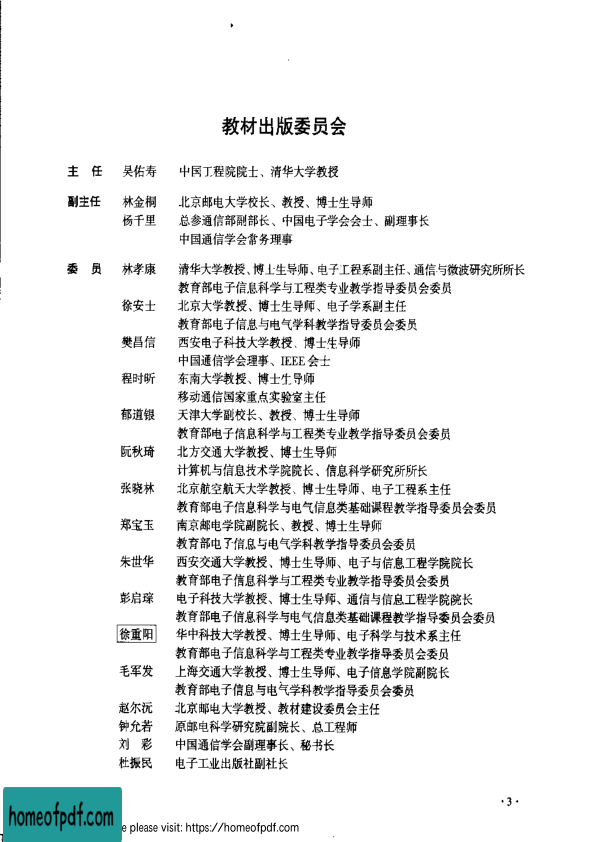 教材出版委员会
主 任 吴佑寿 中国工程院院士、清华大学教授
副主任 林金桐 北京邮电大学校长、教授、博士生导师
杨千里 总参通信部副部长、中国电子学会会士、副理事长
中国通信学会常务理事
委 员 林孝康 清华大学教授、博士生导师、电子工程系副主任、通信与微波研究所所长
教育部电子信息科学与工程类专业教学指导委员会委员
徐安士 北京大学教授、博士生导师、电子学系副主任
教育部电子信息与电气学科教学指导委员会委员
樊昌信 西安电子科技大学教授、博士生导师
中国通信学会理事、IEEE会士
程时昕 东南大学教授、博士生导师
移动通信国家重点实验室主任
郁道银 天津大学副校长、教授、博士生导师
教育部电子信息科学与工程类专业教学指导委员会委员
阮秋琦 北方交通大学教授、博士生导师
计算机与信息技术学院院长、信息科学研究所所长
张晓林 北京航空航天大学教授、博士生导师、电子工程系主任
教育部电子信息科学与电气信息类基础课程教学指导委员会委员
郑宝玉 南京邮电学院副院长、教授、博士生导师
教育部电子信息与电气学科教学指导委员会委员
朱世华 西安交通大学教授、博士生导师、电子与信息工程学院院长
教育部电子信息科学与工程类专业教学指导委员会委员
彭启琮 电子科技大学教授、博士生导师、通信与信息工程学院院长
教育部电子信息科学与电气信息类基础课程教学指导委员会委员
徐重阳 华中科技大学教授、博士生导师、电子科学与技术系主任
教育部电子信息科学与工程类专业教学指导委员会委员
毛军发 上海交通大学教授、博士生导师、电子信息学院副院长
教育部电子信息与电气学科教学指导委员会委员
赵尔沅 北京邮电大学教授、教材建设委员会主任
钟允若 原邮电科学研究院副院长、总工程师
刘 彩 中国通信学会副理事长、秘书长
杜振民 电子工业出版社副社长
·3·
homeofpdf.com
e please visit: https://homeofpdf.com